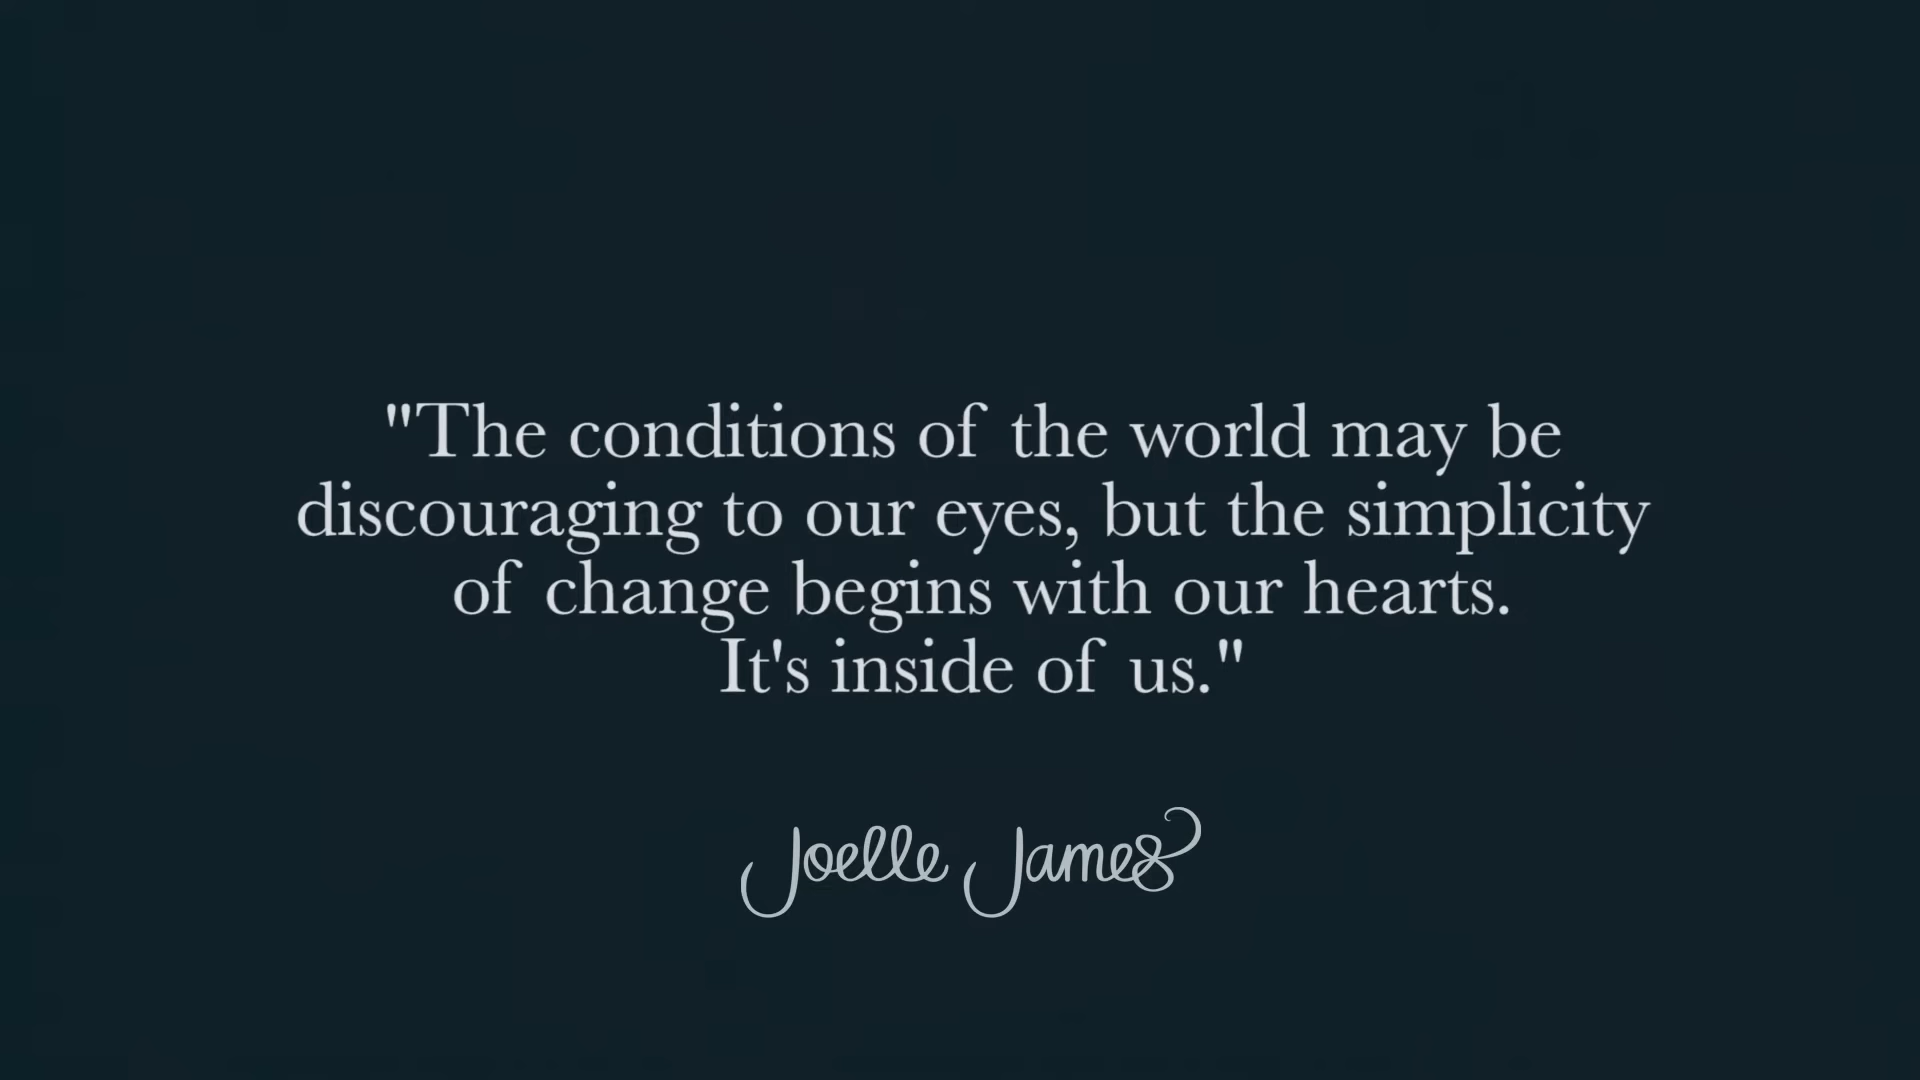 "The conditions of the world may be
discouraging to our eyes, but the simplicity
of change begins with our hearts.
It's inside of us."
Joelle James